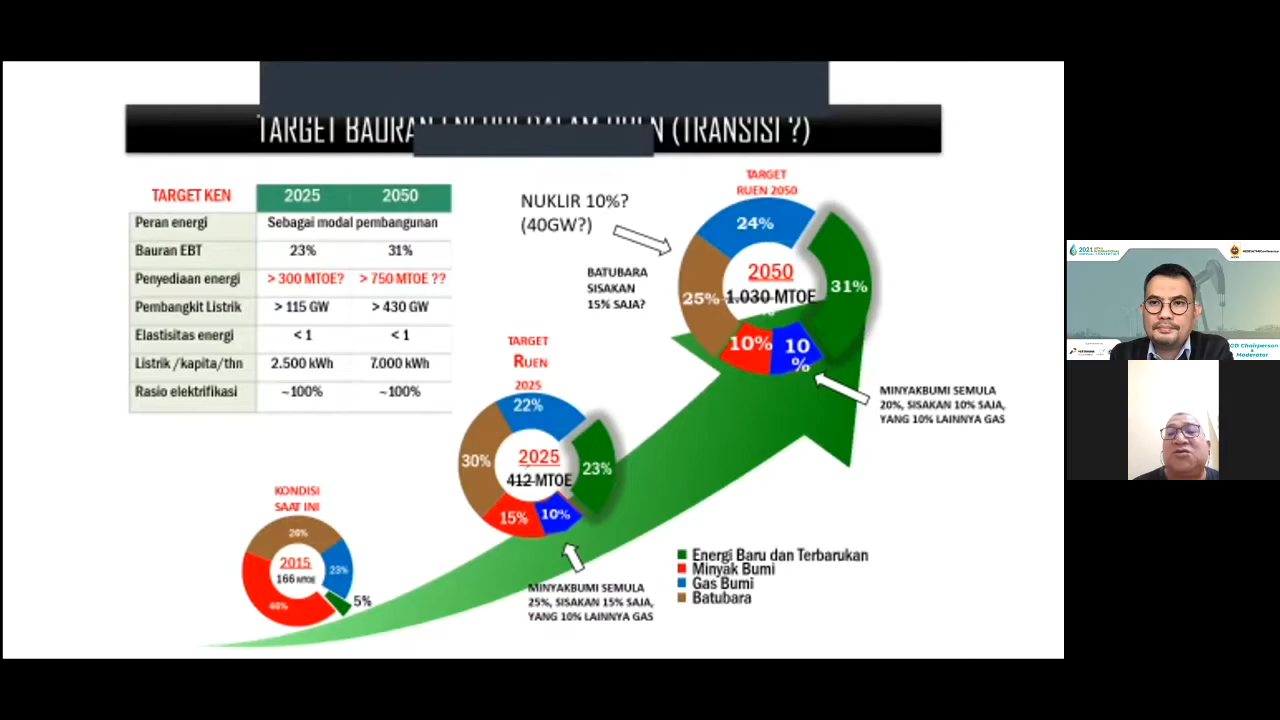 TARGET BAURAN
(TRANSISI ?)
TARGET KEN 2025 2050
Peran energi Sebagai modal pembangunan
Bauran EBT 23% 31%
Penyediaan energi > 300 MTOE? > 750 MTOE ??
Pembangkit Listrik > 115 GW > 430 GW
Elastisitas energi < 1 < 1
Listrik /kapita/thn 2.500 kWh 7.000 kWh
Rasio elektrifikasi ~100% ~100%
NUKLIR 10%?
(40GW?)
BATUBARA
SISAKAN
15% SAJA?
TARGET
RUEN 2050
24%
31%
25%
2050
1.030 MTOE
10%
10
%
MINYAKBUMI SEMULA
20%, SISAKAN 10% SAJA,
YANG 10% LAINNYA GAS
TARGET
RUEN
2025
22%
30%
2025
412 MTOE
23%
15%
10%
MINYAKBUMI SEMULA
25%, SISAKAN 15% SAJA,
YANG 10% LAINNYA GAS
KONDISI
SAAT INI
2015
166 MTOE
23%
5%
Energi Baru dan Terbarukan
Minyak Bumi
Gas Bumi
Batubara
2021
Moderator